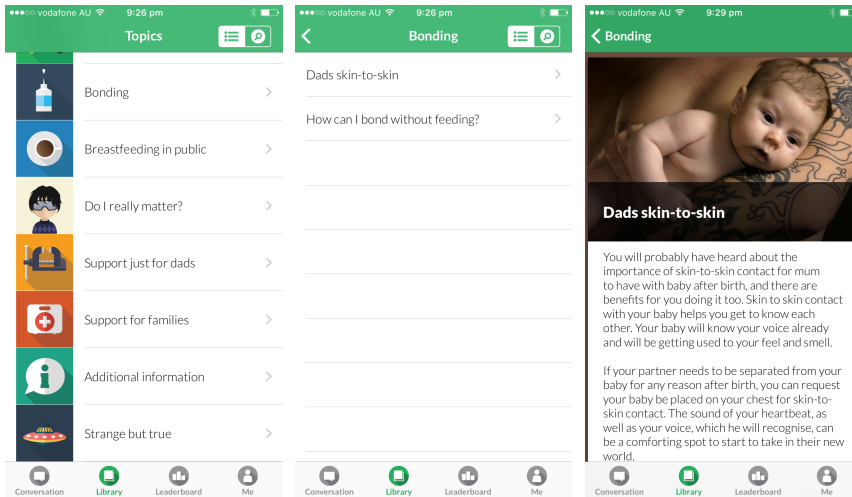 vodafone AU 9:26 pm
Topics
Bonding
Breastfeeding in public
Do I really matter?
Support just for dads
Support for families
Additional information
Strange but true
Conversation Library Leaderboard Me
vodafone AU 9:26 pm
Bonding
Dads skin-to-skin
How can I bond without feeding?
Conversation Library Leaderboard Me
vodafone AU 9:29 pm
Bonding
Dads skin-to-skin
You will probably have heard about the
importance of skin-to-skin contact for mum
to have with baby after birth, and there are
benefits for you doing it too. Skin to skin contact
with your baby helps you get to know each
other. Your baby will know your voice already
and will be getting used to your feel and smell.
If your partner needs to be separated from your
baby for any reason after birth, you can request
your baby be placed on your chest for skin-to-
skin contact. The sound of your heartbeat, as
well as your voice, which he will recognise, can
be a comforting spot to start to take in their new
world.
Conversation Library Leaderboard Me